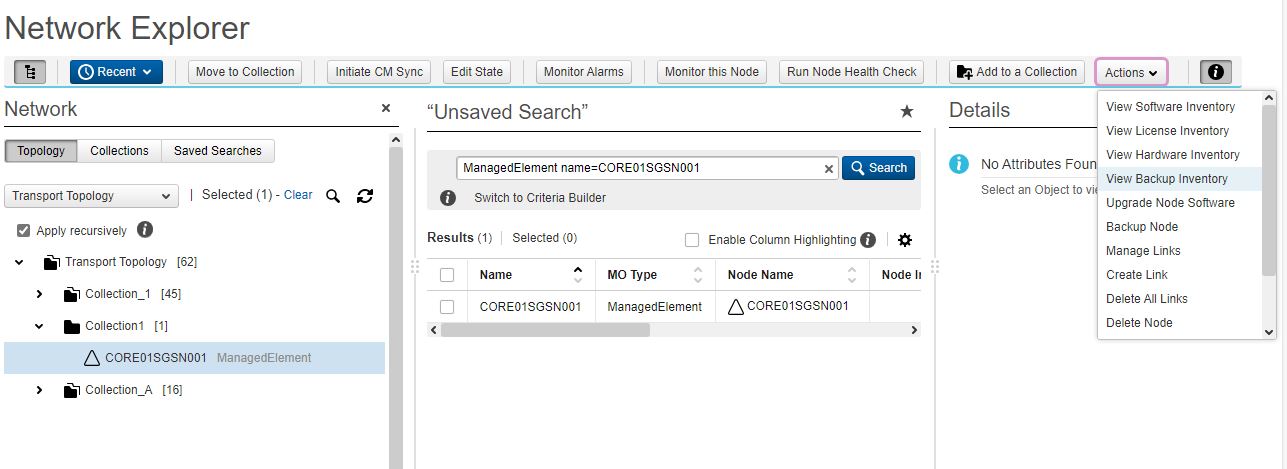 Network Explorer
Recent
Move to Collection
Initiate CM Sync
Edit State
Monitor Alarms
Monitor this Node
Run Node Health Check
Add to a Collection
Actions
Network
Topology
Collections
Saved Searches
Transport Topology
Selected (1) - Clear
Apply recursively
Transport Topology [62]
Collection_1 [45]
Collection1 [1]
CORE01SGSN001 ManagedElement
Collection_A [16]
“Unsaved Search”
ManagedElement name=CORE01SGSN001
Search
Switch to Criteria Builder
Results (1)
Selected (0)
Enable Column Highlighting
Name MO Type Node Name
CORE01SGSN001 ManagedElement CORE01SGSN001
Details
No Attributes Foun
Select an Object to vie
View Software Inventory
View License Inventory
View Hardware Inventory
View Backup Inventory
Upgrade Node Software
Backup Node
Manage Links
Create Link
Delete All Links
Delete Node